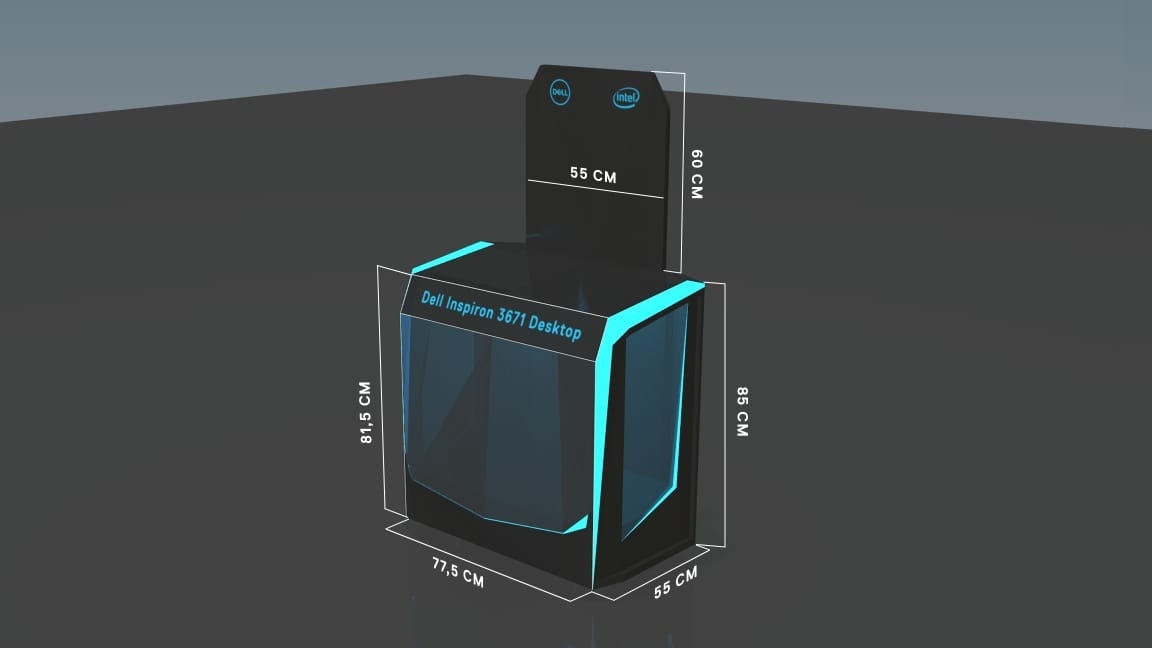 DELL
intel
55 CM
60 CM
Dell Inspiron 3671 Desktop
81,5 CM
85 CM
77,5 CM
55 CM